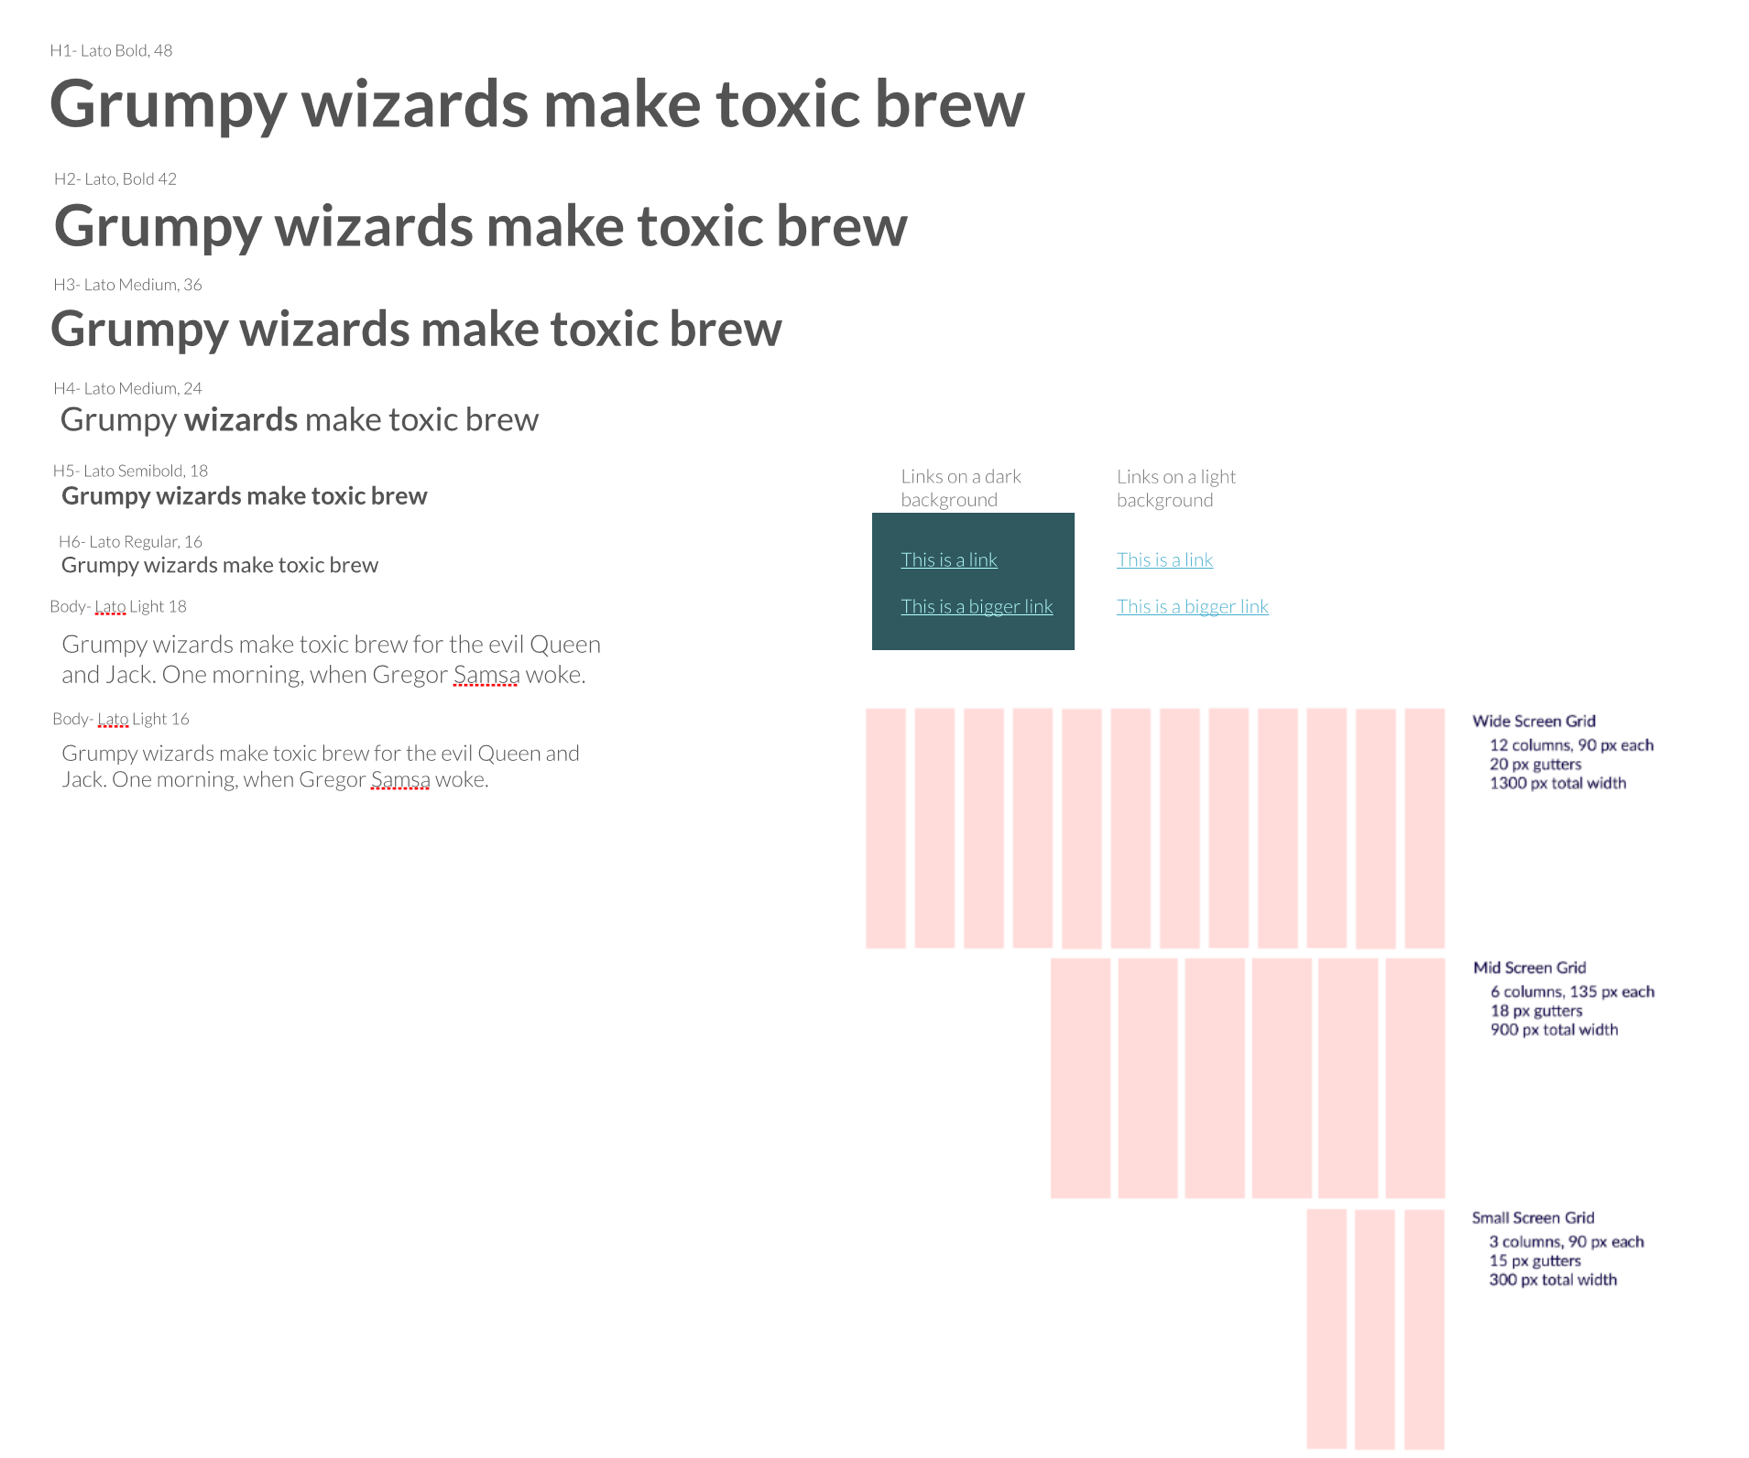 H1- Lato Bold, 48
Grumpy wizards make toxic brew
H2- Lato, Bold 42
Grumpy wizards make toxic brew
H3- Lato Medium, 36
Grumpy wizards make toxic brew
H4- Lato Medium, 24
Grumpy wizards make toxic brew
H5- Lato Semibold, 18
Grumpy wizards make toxic brew
H6- Lato Regular, 16
Grumpy wizards make toxic brew
Body- Lato Light 18
Grumpy wizards make toxic brew for the evil Queen
and Jack. One morning, when Gregor Samsa woke.
Body- Lato Light 16
Grumpy wizards make toxic brew for the evil Queen and
Jack. One morning, when Gregor Samsa woke.
Links on a dark
background
This is a link
This is a bigger link
Links on a light
background
This is a link
This is a bigger link
Wide Screen Grid
12 columns, 90 px each
20 px gutters
1300 px total width
Mid Screen Grid
6 columns, 135 px each
18 px gutters
900 px total width
Small Screen Grid
3 columns, 90 px each
15 px gutters
300 px total width